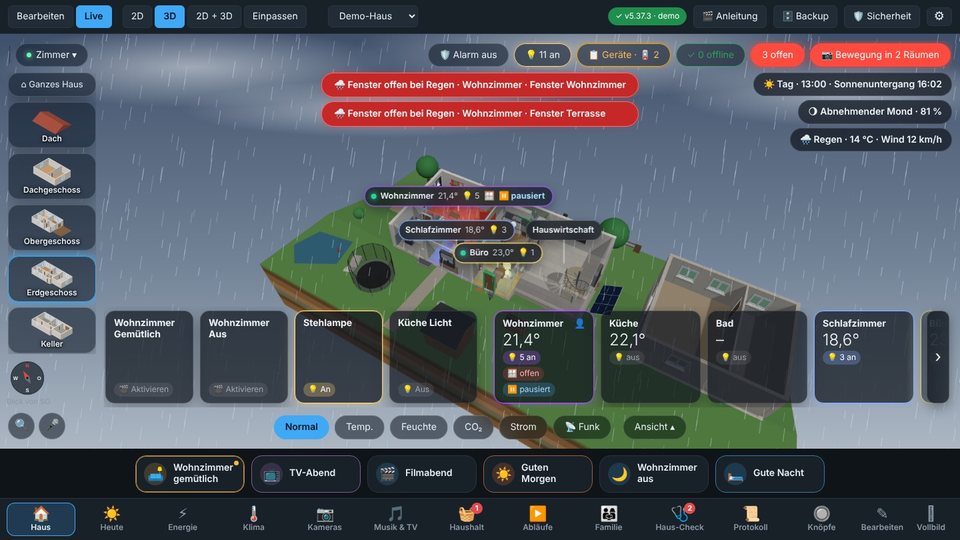 Bearbeiten Live 2D 3D 2D + 3D Einpassen Demo-Haus ✓ v5.37.3 · demo Anleitung Backup Sicherheit
Zimmer ▾ Alarm aus 11 an Geräte · 2 ✓ 0 offline 3 offen Bewegung in 2 Räumen
Ganzes Haus
Fenster offen bei Regen · Wohnzimmer · Fenster Wohnzimmer
Tag · 13:00 · Sonnenuntergang 16:02
Fenster offen bei Regen · Wohnzimmer · Fenster Terrasse
Abnehmender Mond · 81 %
Regen · 14 °C · Wind 12 km/h
Dach
Dachgeschoss
Obergeschoss
Erdgeschoss
Keller
Wohnzimmer 21,4° 5 pausiert
Schlafzimmer 18,6° 3
Hauswirtschaft
Büro 23,0° 1
Wohnzimmer
Gemütlich
Aktivieren
Wohnzimmer
Aus
Aktivieren
Stehlampe
An
Küche Licht
Aus
Wohnzimmer
21,4°
5 an
offen
pausiert
Küche
22,1°
aus
Bad
–
aus
Schlafzimmer
18,6°
3 an
›
N
W O
S
Normal Temp. Feuchte CO₂ Strom Funk Ansicht ▴
Wohnzimmer
gemütlich
TV-Abend
Filmabend
Guten
Morgen
Wohnzimmer
aus
Gute Nacht
1 2
Haus Heute Energie Klima Kameras Musik & TV Haushalt Abläufe Familie Haus-Check Protokoll Knöpfe Bearbeiten Vollbild